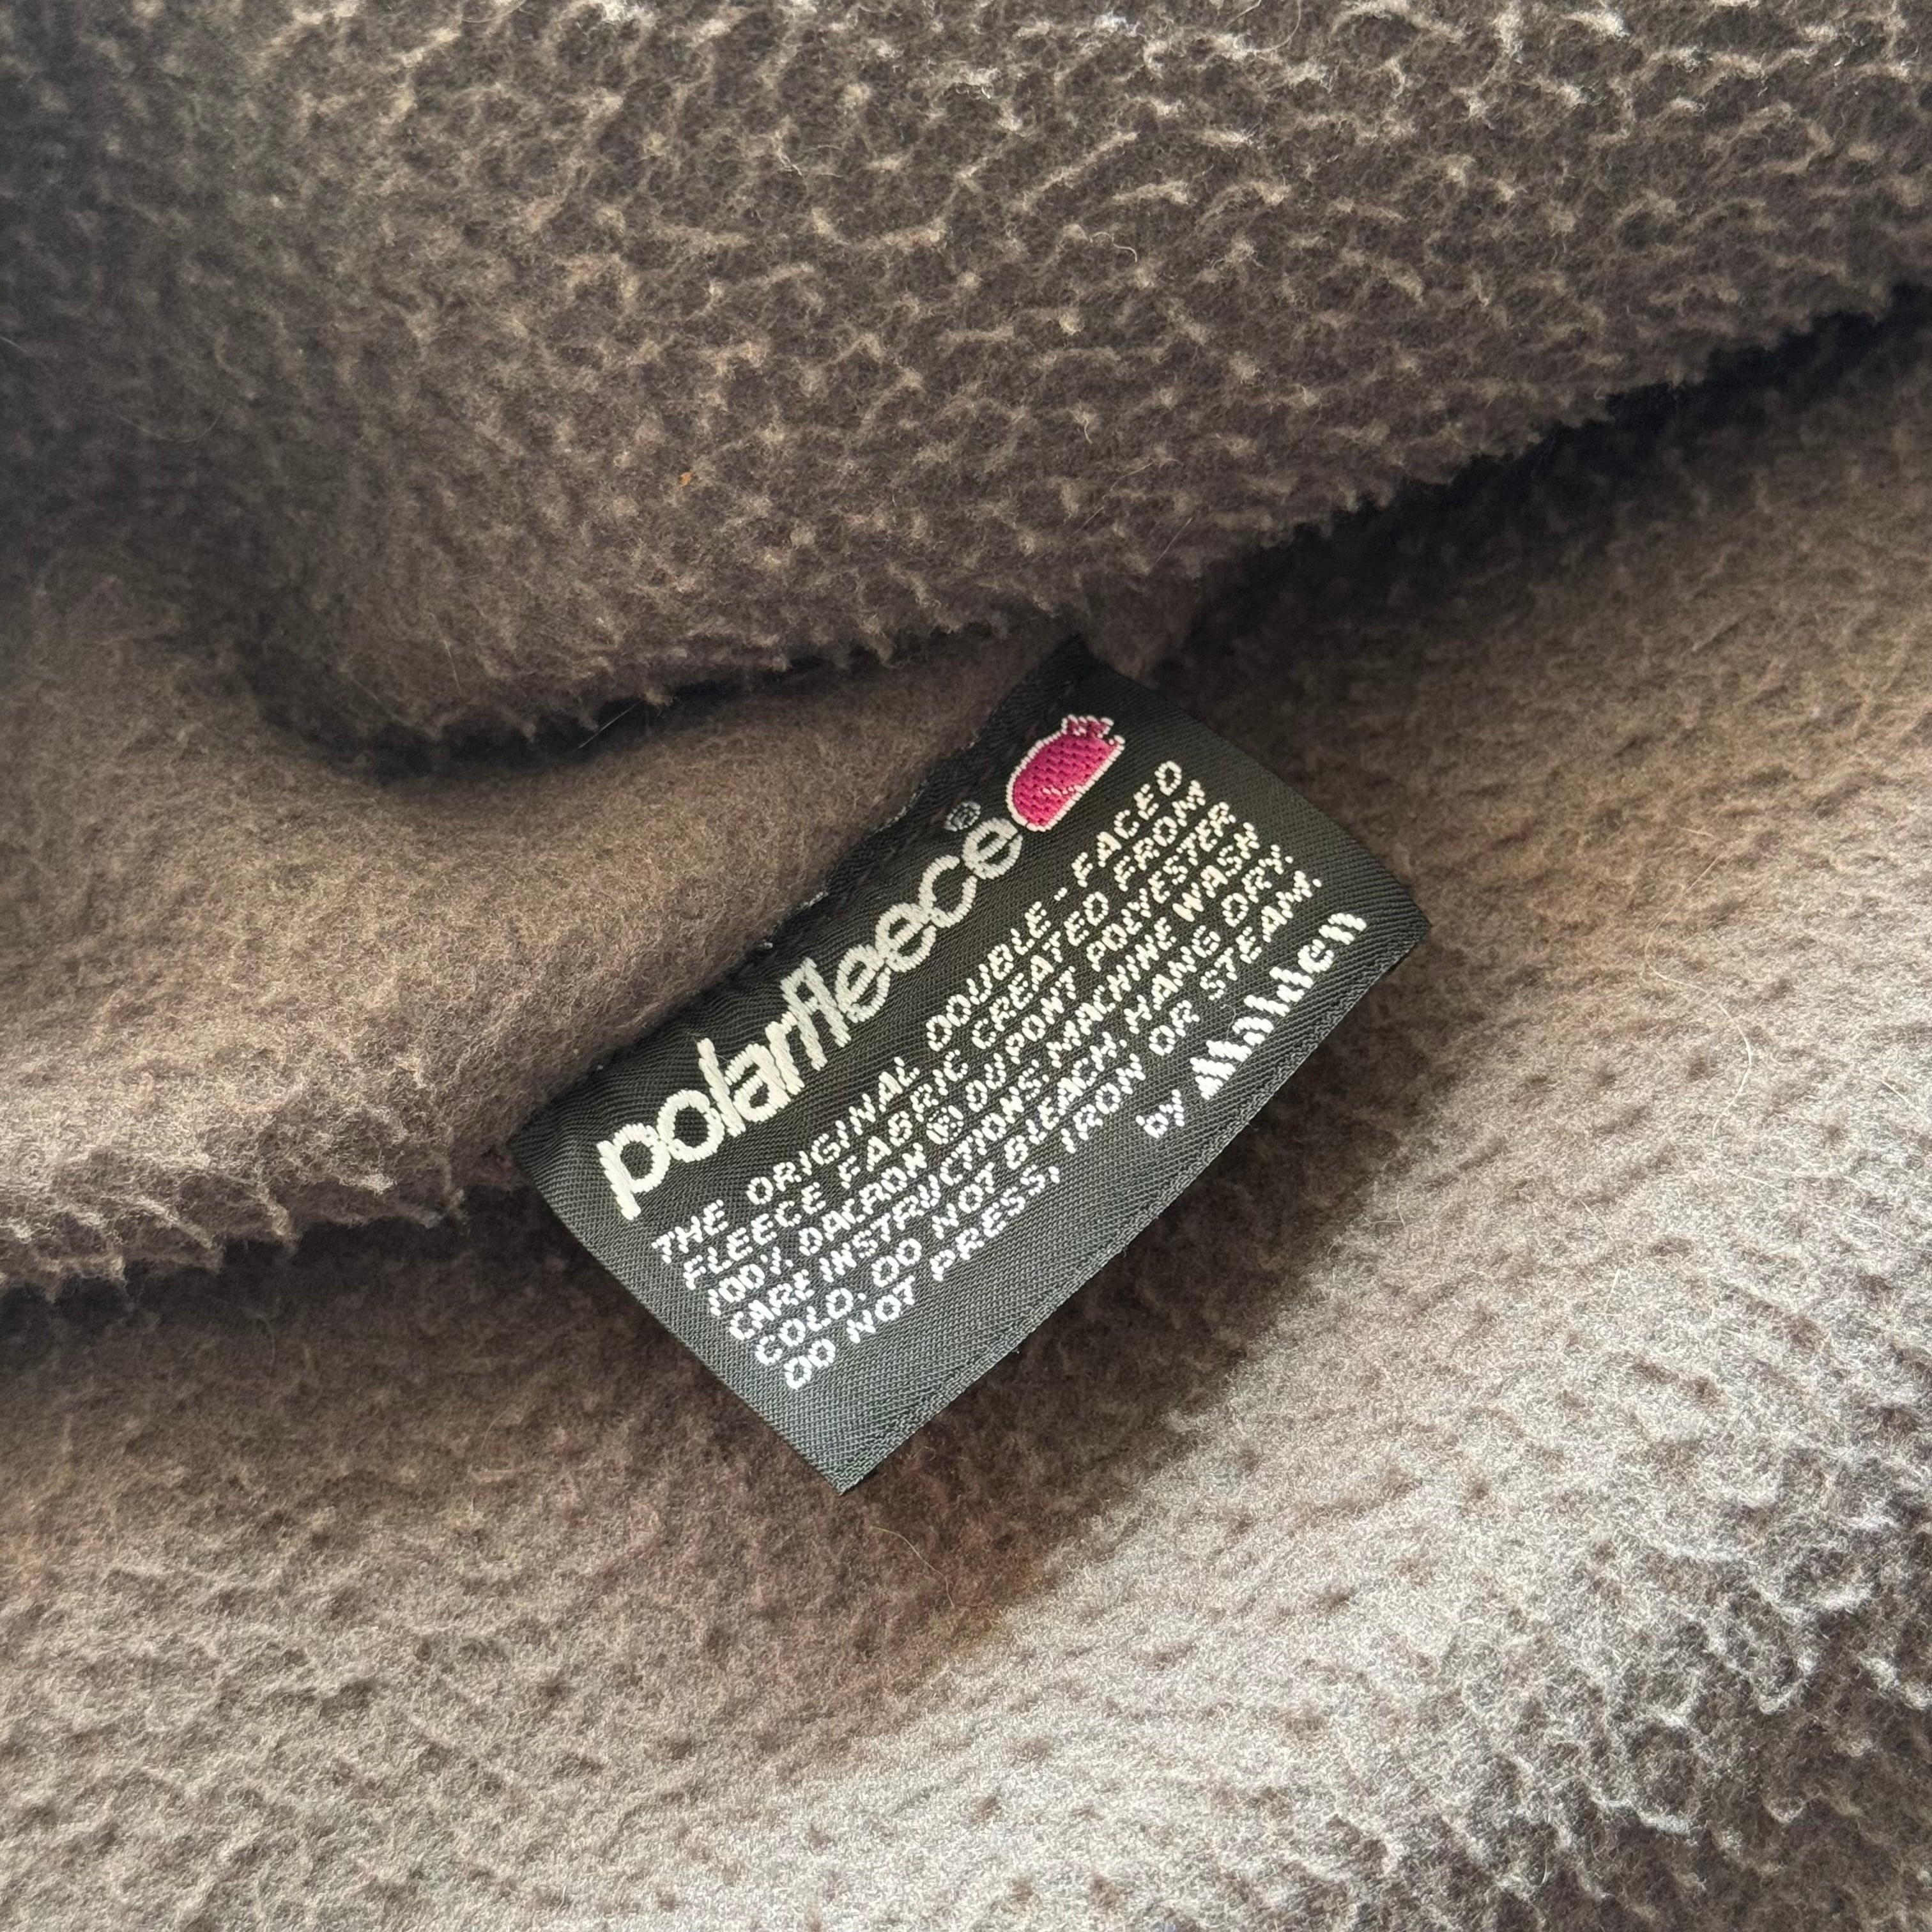 polarfleece®
THE ORIGINAL DOUBLE-FACED
FLEECE FABRIC CREATED FROM
100% DACRON ® DUPONT POLYESTER
CARE INSTRUCTIONS: MACHINE WASH
COLD. DO NOT BLEACH. HANG DRY.
DO NOT PRESS, IRON OR STEAM.
by Malden